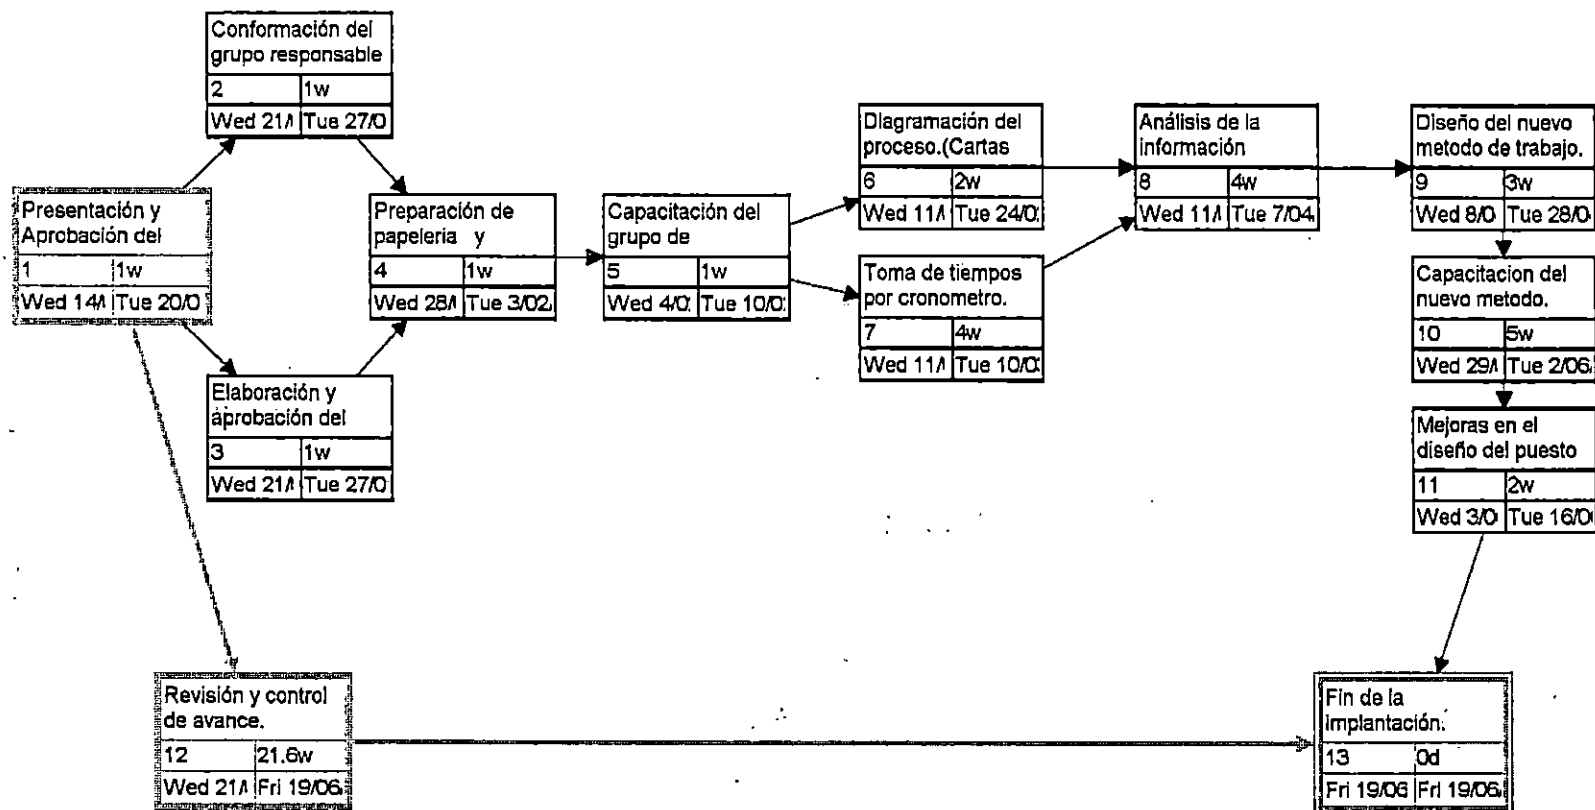 Conformación del
grupo responsable
2 1w
Wed 21/ Tue 27/0
Presentación y
Aprobación del
1 1w
Wed 14/ Tue 20/0
Elaboración y
aprobación del
3 1w
Wed 21/ Tue 27/0
Preparación de
papeleria y
4 1w
Wed 28/ Tue 3/02
Capacitación del
grupo de
5 1w
Wed 4/0 Tue 10/0
Diagramación del
proceso.(Cartas
6 2w
Wed 11/ Tue 24/0
Toma de tiempos
por cronometro.
7 4w
Wed 11/ Tue 10/0
Análisis de la
información
8 4w
Wed 11/ Tue 7/04
Diseño del nuevo
metodo de trabajo.
9 3w
Wed 8/0 Tue 28/0
Capacitacion del
nuevo metodo.
10 5w
Wed 29/ Tue 2/06
Mejoras en el
diseño del puesto
11 2w
Wed 3/0 Tue 16/0
Revisión y control
de avance.
12 21.6w
Wed 21/ Fri 19/06
Fin de la
implantación.
13 0d
Fri 19/06 Fri 19/06